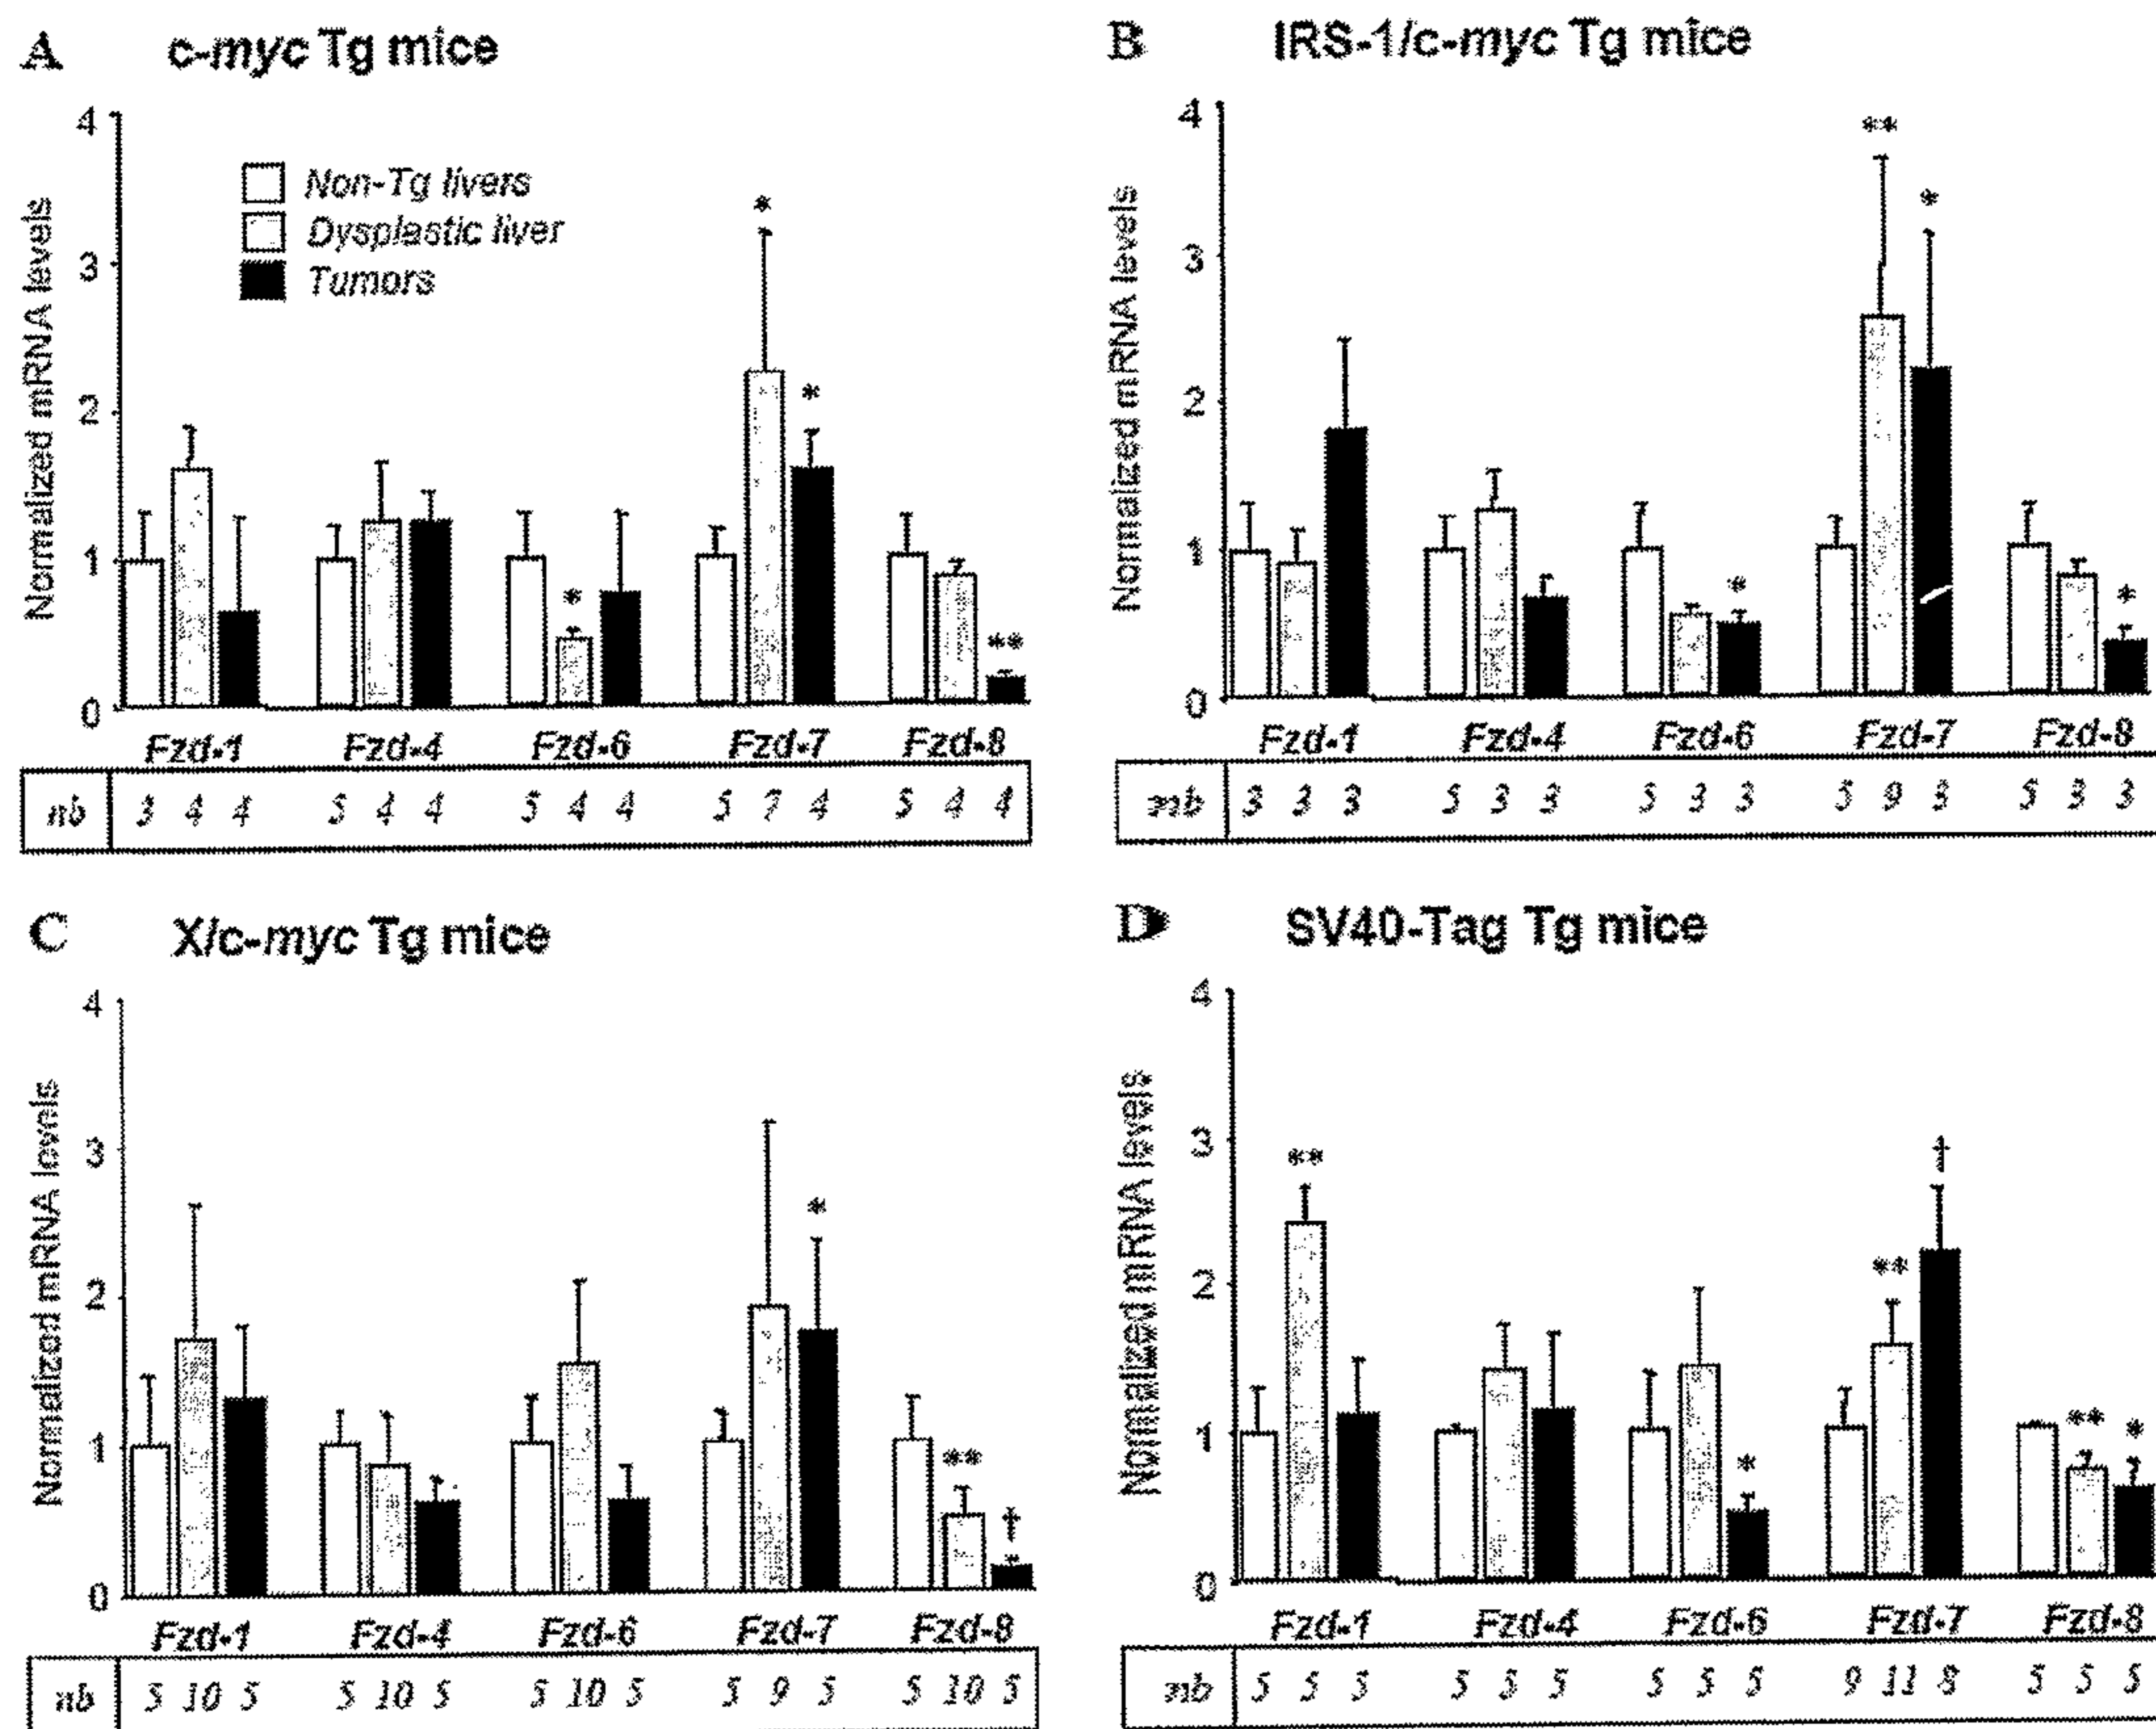 A c-myc Tg mice
Normalized mRNA levels
4
3
2
1
0
Non-Tg livers
Dysplastic liver
Tumors
*
*
*
**
Fzd-1 Fzd-4 Fzd-6 Fzd-7 Fzd-8
nb 3 4 4 5 4 4 5 4 4 5 7 4 5 4 4
B IRS-1/c-myc Tg mice
Normalized mRNA levels
4
3
2
1
0
**
*
*
*
Fzd-1 Fzd-4 Fzd-6 Fzd-7 Fzd-8
nb 3 3 3 5 3 3 5 3 3 5 9 3 5 3 3
C X/c-myc Tg mice
Normalized mRNA levels
4
3
2
1
0
*
**
†
Fzd-1 Fzd-4 Fzd-6 Fzd-7 Fzd-8
nb 5 10 5 5 10 5 5 10 5 5 9 5 5 10 5
D SV40-Tag Tg mice
Normalized mRNA levels
4
3
2
1
0
**
*
**
†
**
*
Fzd-1 Fzd-4 Fzd-6 Fzd-7 Fzd-8
nb 5 5 5 5 5 5 5 5 5 9 11 8 5 5 5